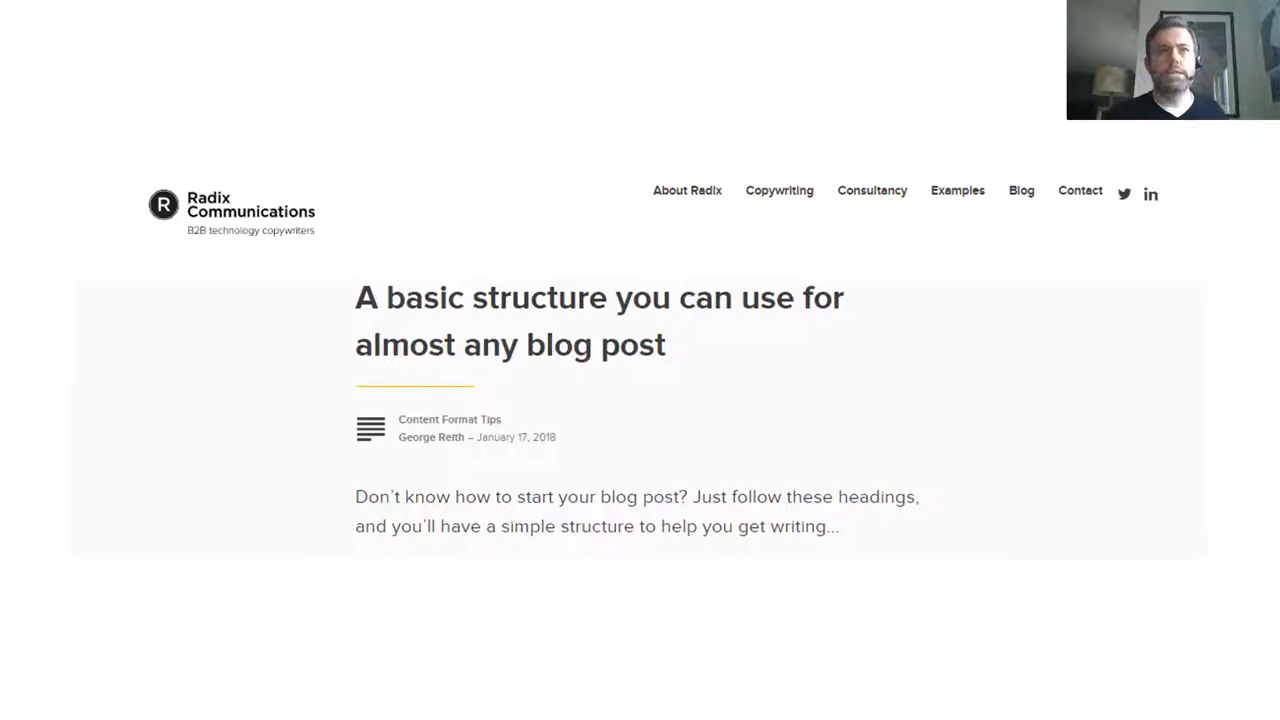 Radix
Communications
B2B technology copywriters
About Radix Copywriting Consultancy Examples Blog Contact
A basic structure you can use for
almost any blog post
Content Format Tips
George Reith – January 17, 2018
Don't know how to start your blog post? Just follow these headings,
and you'll have a simple structure to help you get writing...